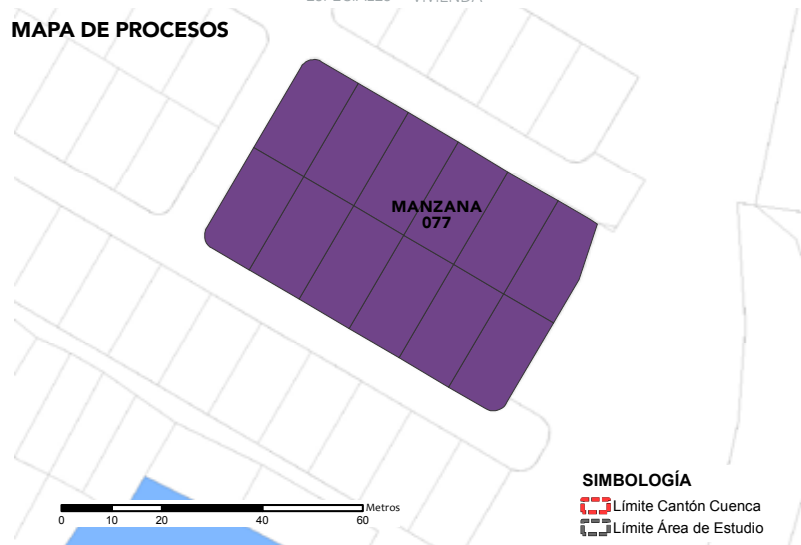 MAPA DE PROCESOS
MANZANA
077
SIMBOLOGÍA
Límite Cantón Cuenca
Límite Área de Estudio
Metros
0 10 20 40 60